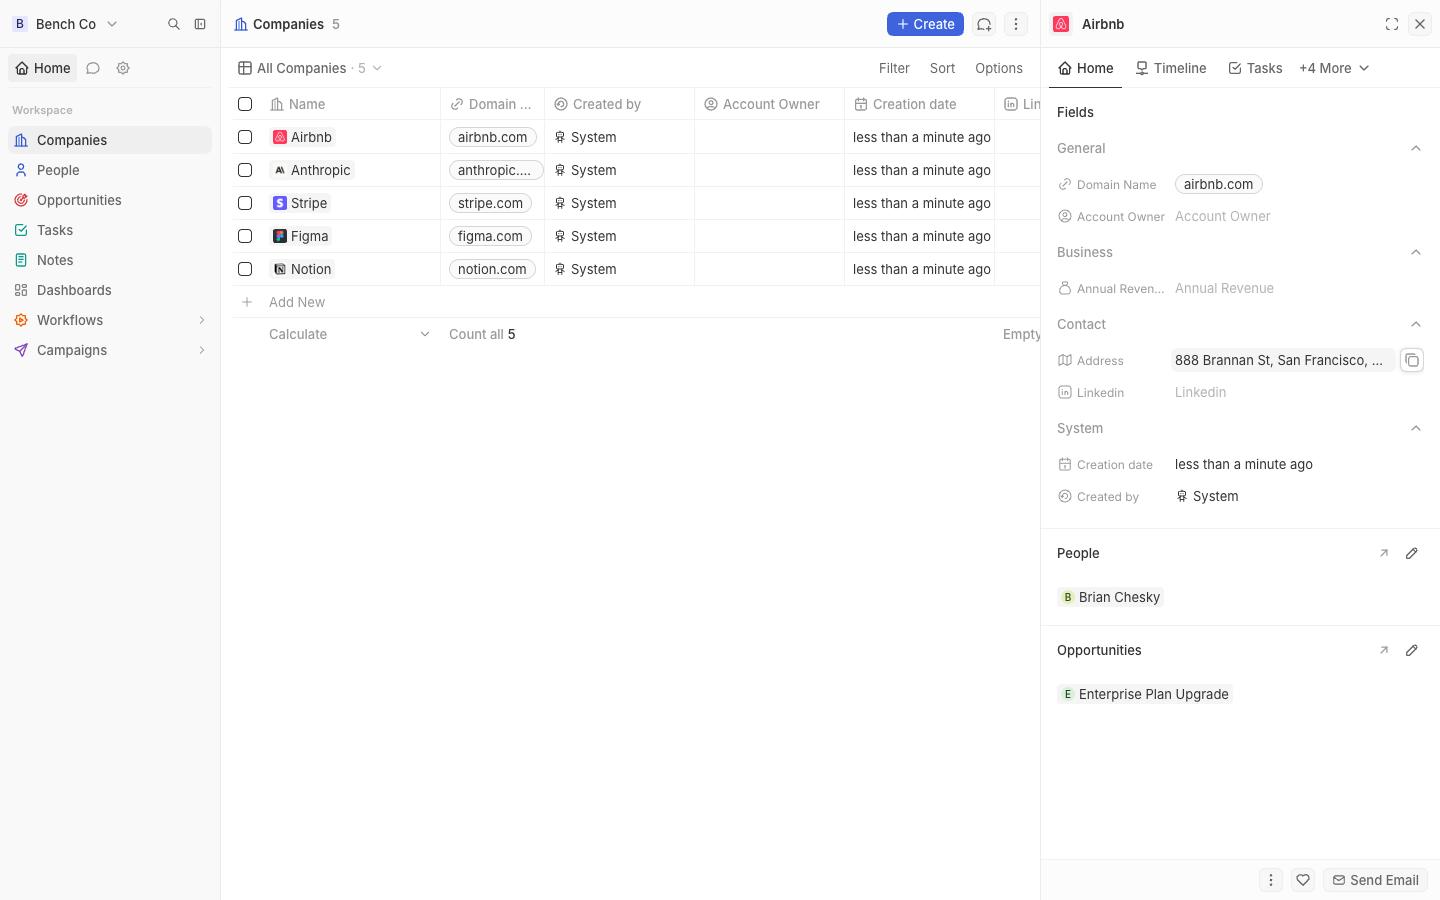 B Bench Co
Home
Workspace
Companies
People
Opportunities
Tasks
Notes
Dashboards
Workflows
Campaigns
Companies 5
+ Create
All Companies · 5
Filter Sort Options
Name Domain ... Created by Account Owner Creation date Lin
Airbnb airbnb.com System less than a minute ago
Anthropic anthropic.... System less than a minute ago
Stripe stripe.com System less than a minute ago
Figma figma.com System less than a minute ago
Notion notion.com System less than a minute ago
Add New
Calculate Count all 5 Empty
Airbnb
Home Timeline Tasks +4 More
Fields
General
Domain Name airbnb.com
Account Owner Account Owner
Business
Annual Reven... Annual Revenue
Contact
Address 888 Brannan St, San Francisco, ...
Linkedin Linkedin
System
Creation date less than a minute ago
Created by System
People
B Brian Chesky
Opportunities
E Enterprise Plan Upgrade
Send Email